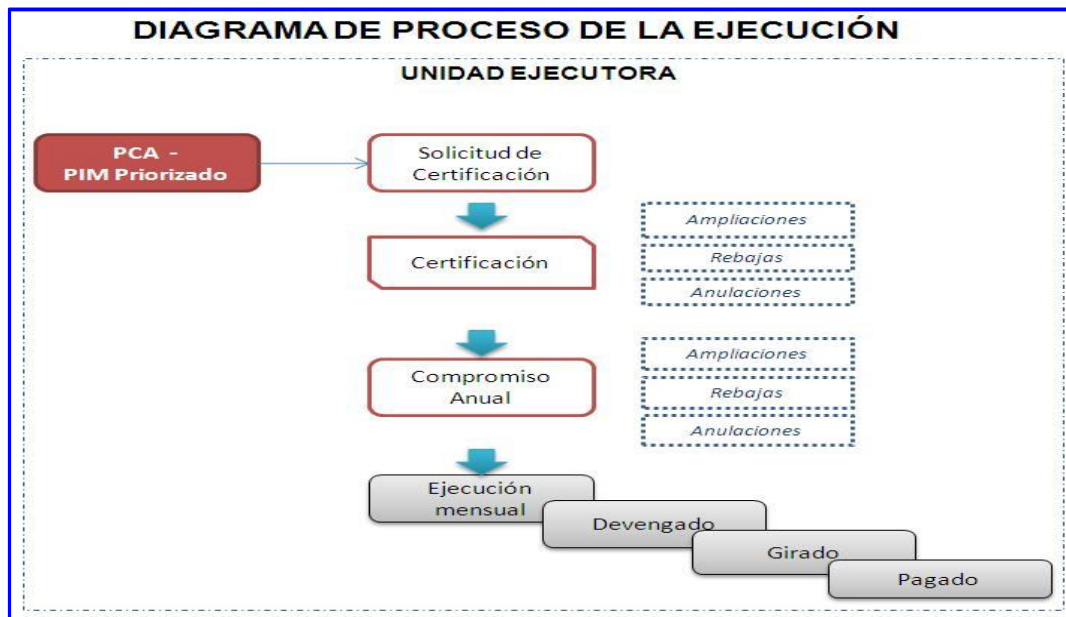 DIAGRAMA DE PROCESO DE LA EJECUCIÓN
UNIDAD EJECUTORA
PCA -
PIM Priorizado
Solicitud de
Certificación
Certificación
Ampliaciones
Rebajas
Anulaciones
Compromiso
Anual
Ampliaciones
Rebajas
Anulaciones
Ejecución
mensual
Devengado
Girado
Pagado